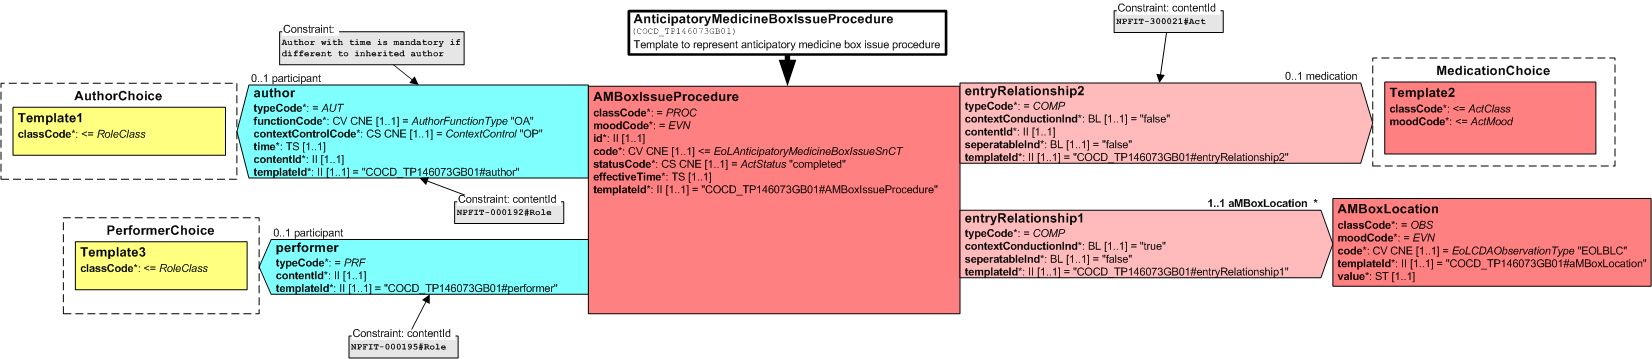 AnticipatoryMedicineBoxIssueProcedure
(COCD_TP146073GB01)
Template to represent anticipatory medicine box issue procedure
Constraint:
Author with time is mandatory if
different to inherited author
Constraint: contentId
NPFIT-300021#Act
0..1 participant
AuthorChoice
Template1
classCode*: <= RoleClass
author
typeCode*: = AUT
functionCode*: CV CNE [1..1] = AuthorFunctionType "OA"
contextControlCode*: CS CNE [1..1] = ContextControl "OP"
time*: TS [1..1]
contentId*: II [1..1]
templateId*: II [1..1] = "COCD_TP146073GB01#author"
Constraint: contentId
NPFIT-000192#Role
AMBoxIssueProcedure
classCode*: = PROC
moodCode*: = EVN
id*: II [1..1]
code*: CV CNE [1..1] <= EoLAnticipatoryMedicineBoxIssueSnCT
statusCode*: CS CNE [1..1] = ActStatus "completed"
effectiveTime*: TS [1..1]
templateId*: II [1..1] = "COCD_TP146073GB01#AMBoxIssueProcedure"
0..1 medication
entryRelationship2
typeCode*: = COMP
contextConductionInd*: BL [1..1] = "false"
contentId*: II [1..1]
seperatableInd*: BL [1..1] = "false"
templateId*: II [1..1] = "COCD_TP146073GB01#entryRelationship2"
MedicationChoice
Template2
classCode*: <= ActClass
moodCode*: <= ActMood
PerformerChoice
Template3
classCode*: <= RoleClass
0..1 participant
performer
typeCode*: = PRF
contentId*: II [1..1]
templateId*: II [1..1] = "COCD_TP146073GB01#performer"
Constraint: contentId
NPFIT-000195#Role
1..1 aMBoxLocation *
entryRelationship1
typeCode*: = COMP
contextConductionInd*: BL [1..1] = "true"
seperatableInd*: BL [1..1] = "false"
templateId*: II [1..1] = "COCD_TP146073GB01#entryRelationship1"
AMBoxLocation
classCode*: = OBS
moodCode*: = EVN
code*: CV CNE [1..1] = EoLCDAObservationType "EOLBLC"
templateId*: II [1..1] = "COCD_TP146073GB01#aMBoxLocation"
value*: ST [1..1]